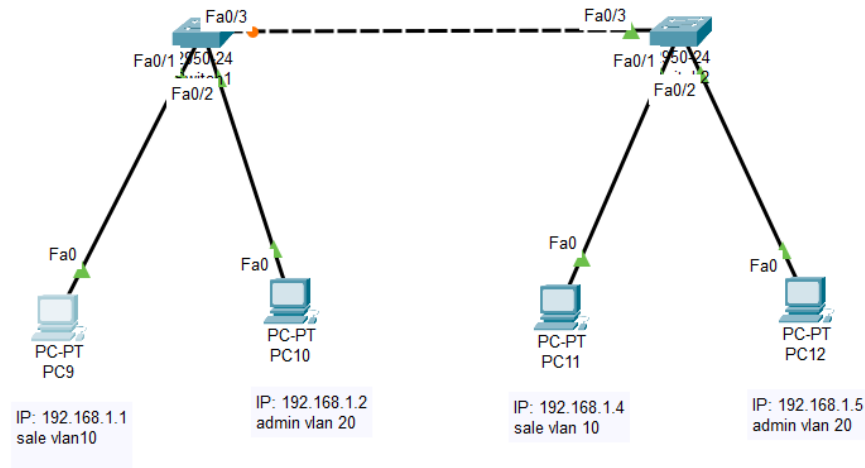 Fa0/3
Fa0/3
Fa0/1
Fa0/2
Fa0/1
Fa0/2
Fa0
Fa0
Fa0
Fa0
PC-PT
PC9
PC-PT
PC10
PC-PT
PC11
PC-PT
PC12
IP: 192.168.1.1
sale vlan10
IP: 192.168.1.2
admin vlan 20
IP: 192.168.1.4
sale vlan 10
IP: 192.168.1.5
admin vlan 20